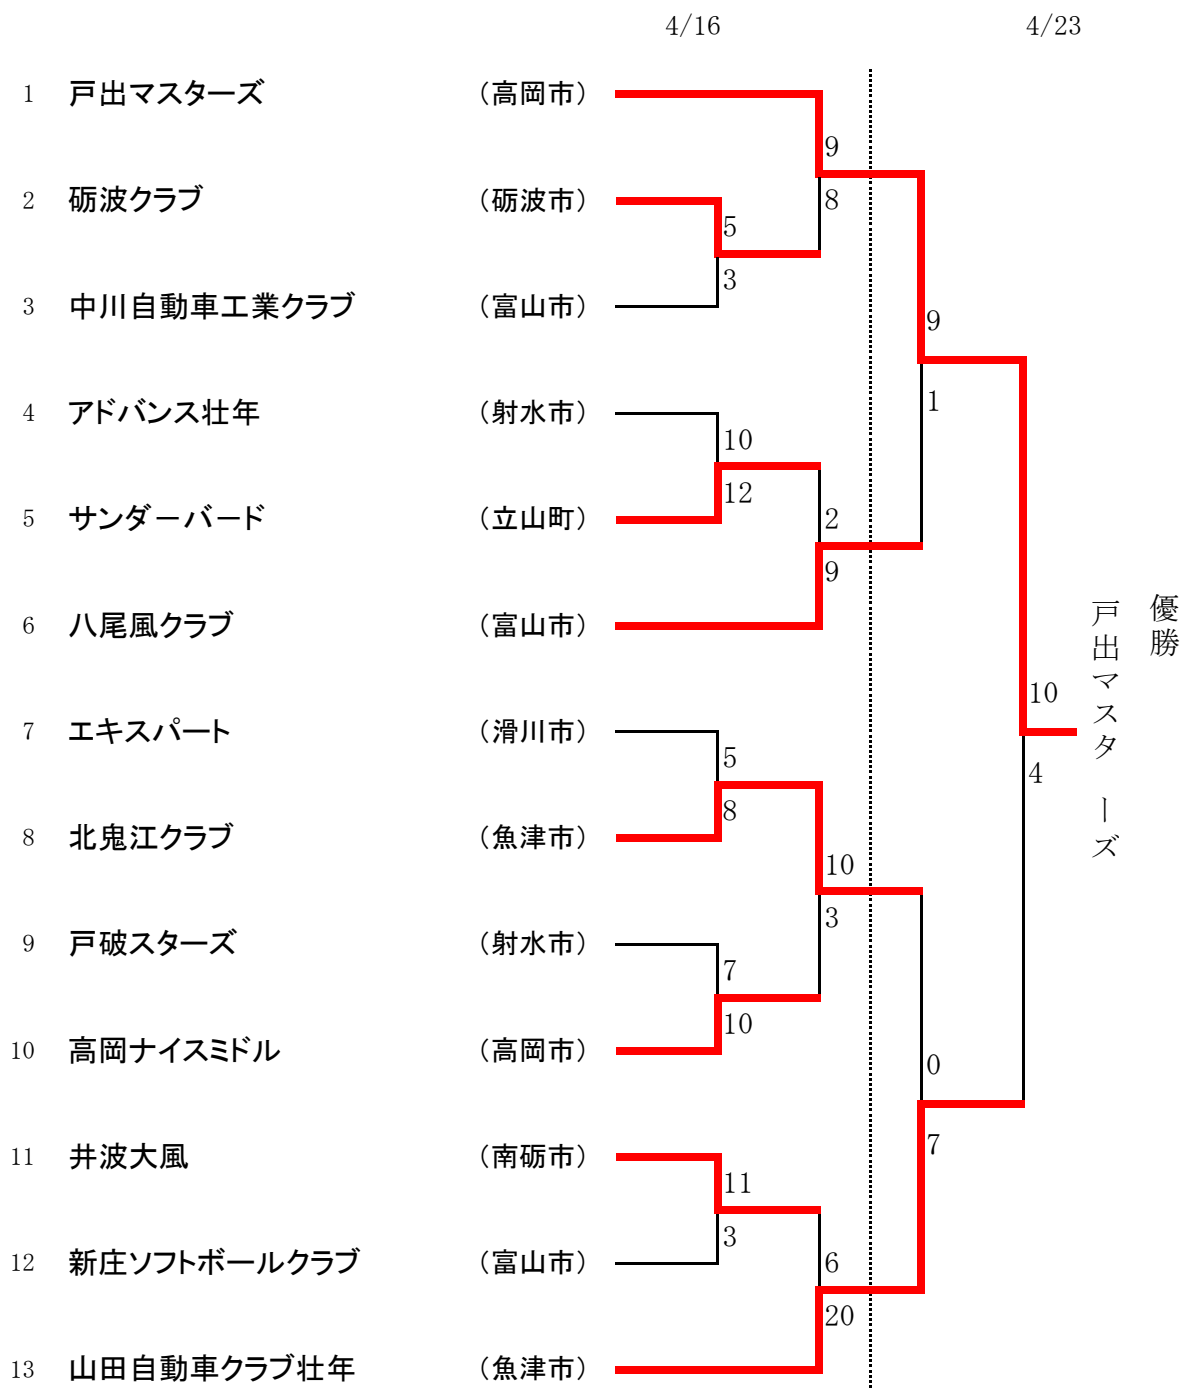 4/16 4/23
1 戸出マスターズ （高岡市）
9
2 砺波クラブ （砺波市） 8
5
3
3 中川自動車工業クラブ （富山市）
9
1
4 アドバンス壮年 （射水市）
10
12
5 サンダーバード （立山町） 2
9
6 八尾風クラブ （富山市）
優勝
戸出マスターズ
10
7 エキスパート （滑川市）
5
4
8
8 北鬼江クラブ （魚津市）
10
3
9 戸破スターズ （射水市）
7
10
10 高岡ナイスミドル （高岡市）
0
7
11 井波大風 （南砺市）
11
3
12 新庄ソフトボールクラブ （富山市） 6
20
13 山田自動車クラブ壮年 （魚津市）